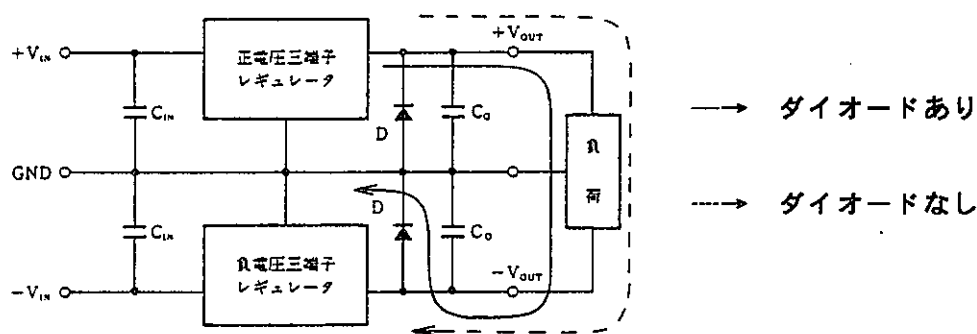 +VOUT
+VIN
正電圧三端子
レギュレータ
CIN
D
CO
ダイオードあり
GND
負
荷
D
ダイオードなし
CIN
CO
負電圧三端子
レギュレータ
-VOUT
-VIN